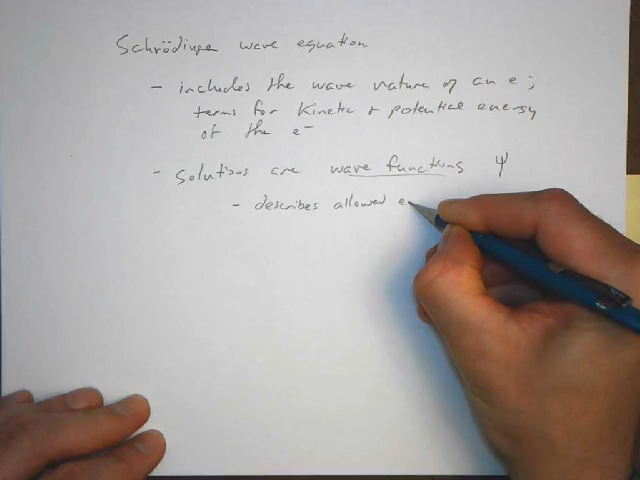 Schrödinger wave equation
- includes the wave nature of an e;
terms for kinetic + potential energy
of the e⁻
- solutions are wave functions Ψ
- describes allowed e